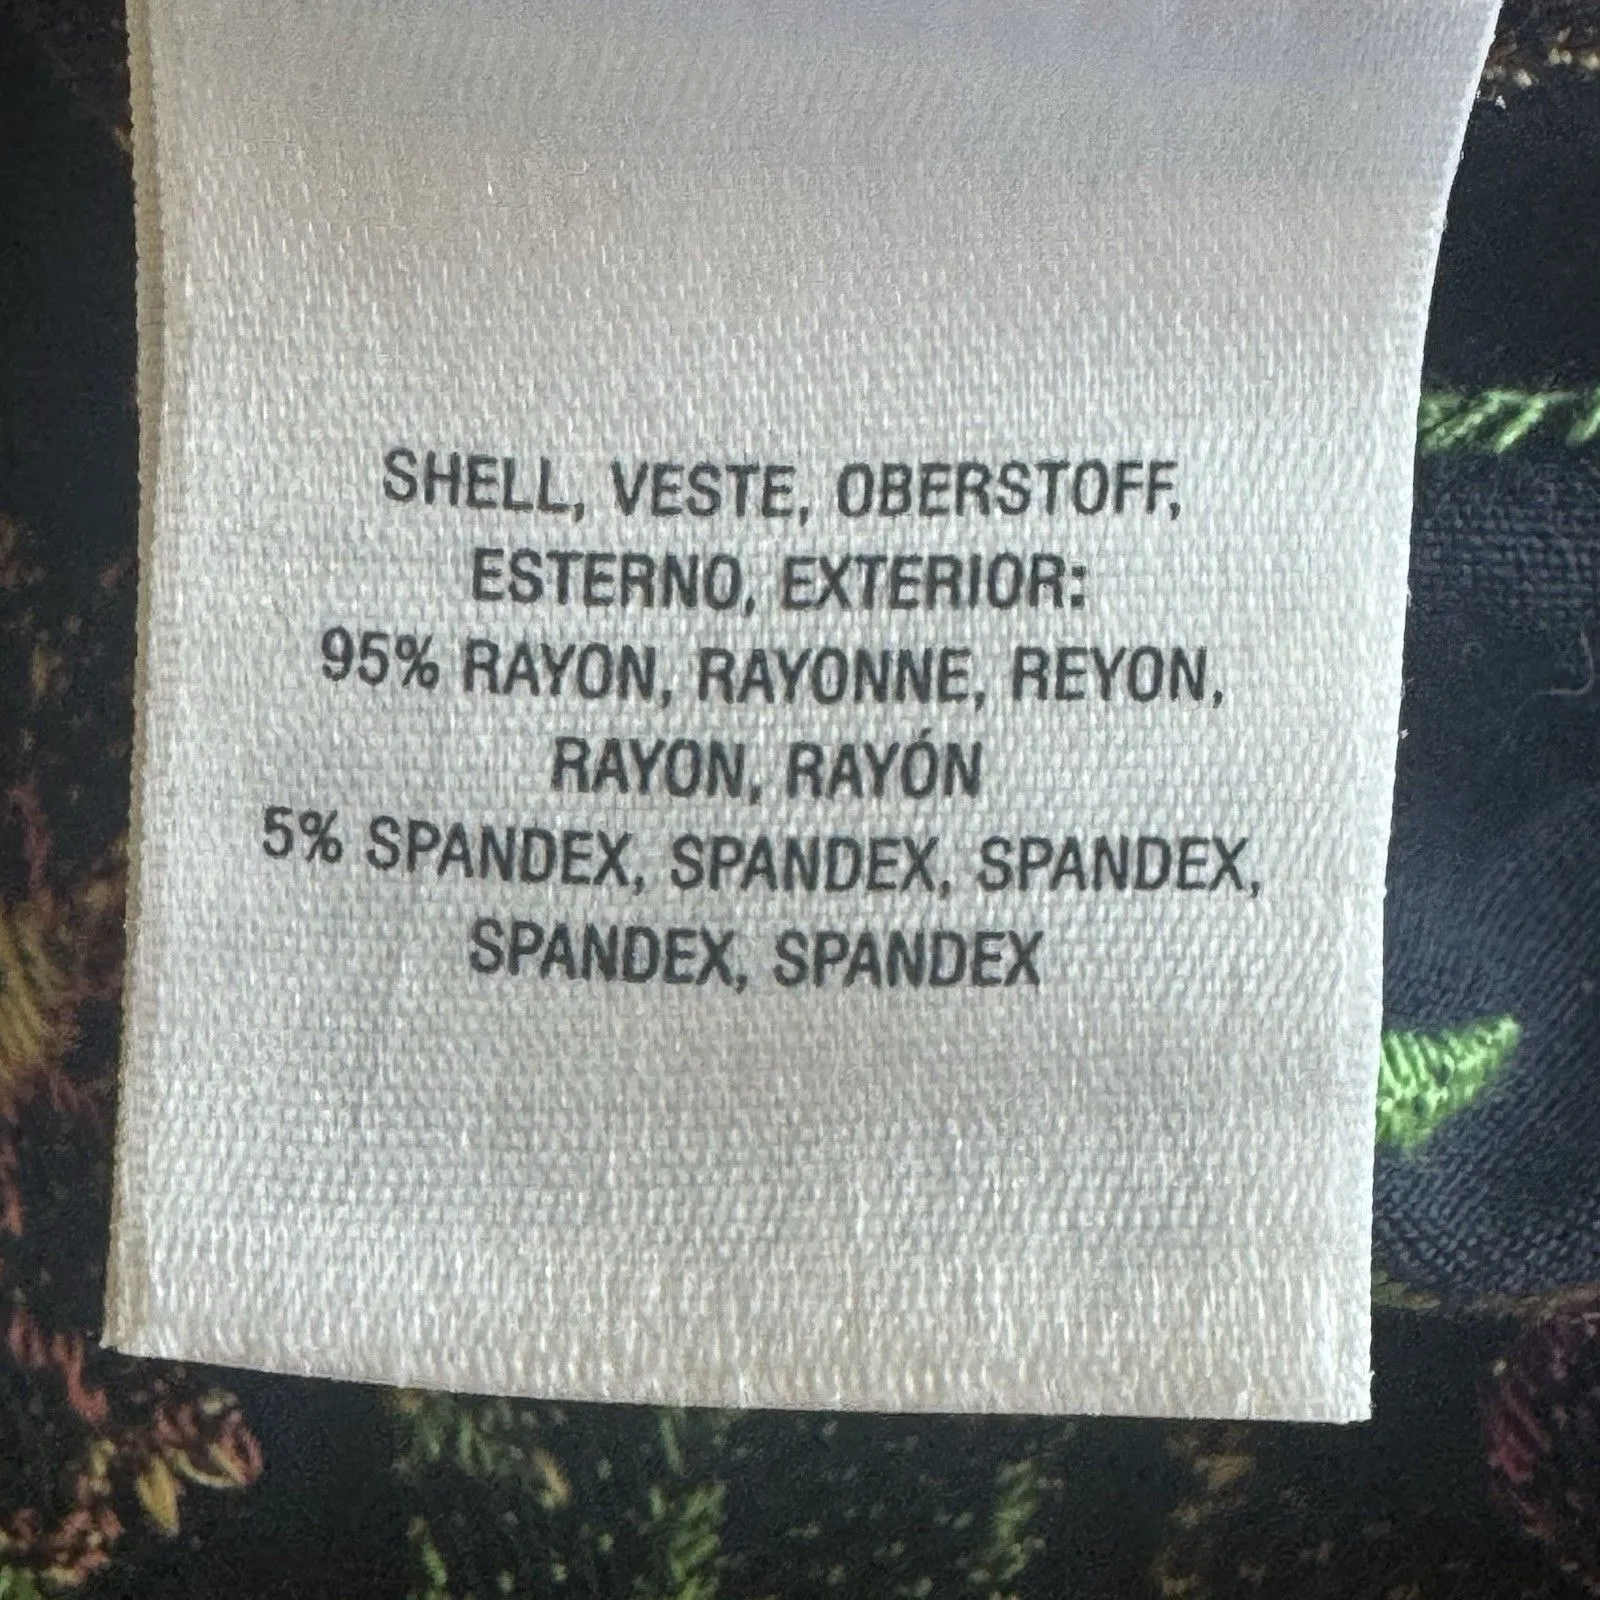 SHELL, VESTE, OBERSTOFF,
ESTERNO, EXTERIOR:
95% RAYON, RAYONNE, REYON,
RAYON, RAYÓN
5% SPANDEX, SPANDEX, SPANDEX,
SPANDEX, SPANDEX